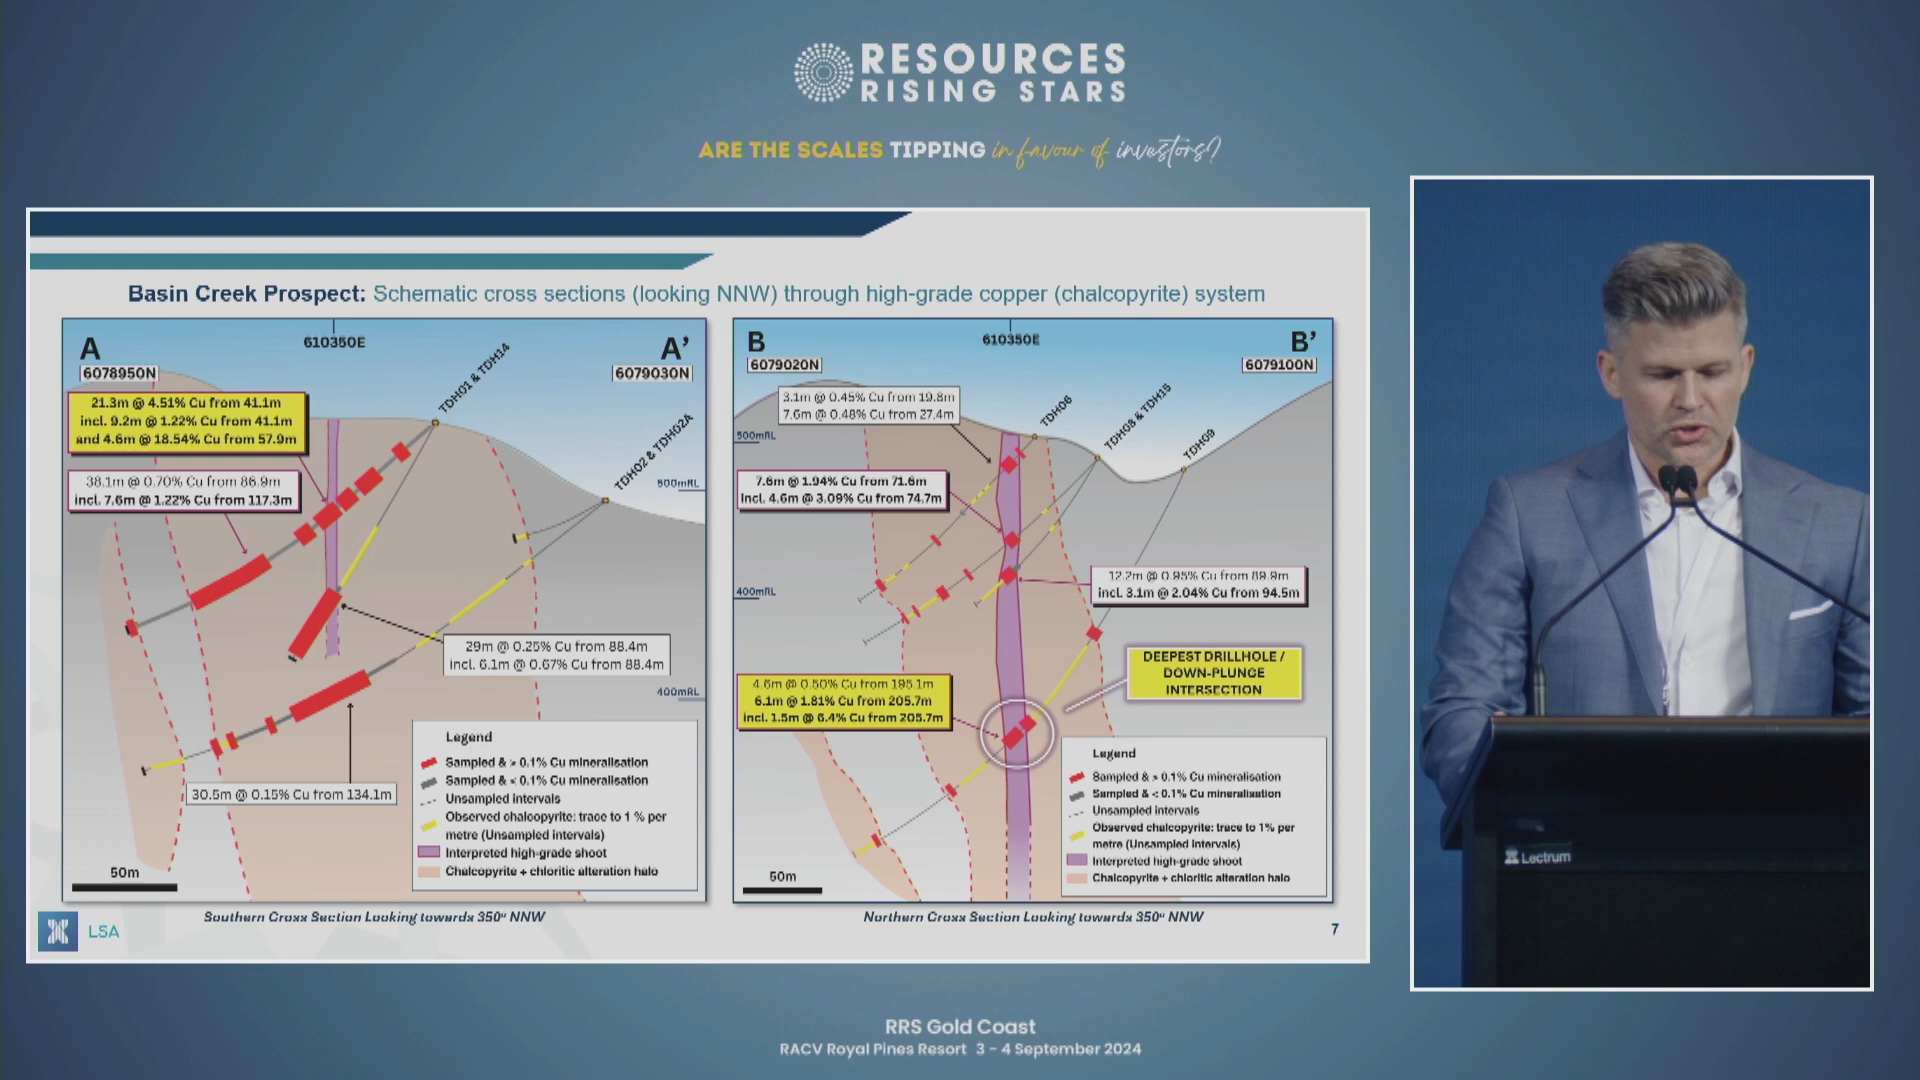 RESOURCES
RISING STARS
ARE THE SCALES TIPPING in favour of investors?
Basin Creek Prospect: Schematic cross sections (looking NNW) through high-grade copper (chalcopyrite) system
A
610350E
A’
6078950N
6079030N
TDH01 & TDH14
TDH02 & TDH02A
21.3m @ 4.51% Cu from 41.1m
incl. 9.2m @ 1.22% Cu from 41.1m
and 4.6m @ 18.54% Cu from 57.9m
38.1m @ 0.70% Cu from 86.9m
incl. 7.6m @ 1.22% Cu from 117.3m
500mRL
29m @ 0.25% Cu from 88.4m
incl. 6.1m @ 0.67% Cu from 88.4m
400mRL
30.5m @ 0.15% Cu from 134.1m
Legend
Sampled & > 0.1% Cu mineralisation
Sampled & < 0.1% Cu mineralisation
Unsampled intervals
Observed chalcopyrite: trace to 1 % per
metre (Unsampled intervals)
Interpreted high-grade shoot
Chalcopyrite + chloritic alteration halo
50m
Southern Cross Section Looking towards 350° NNW
B
610350E
B’
6079020N
6079100N
TDH06
TDH08 & TDH15
TDH09
3.1m @ 0.45% Cu from 19.8m
7.6m @ 0.48% Cu from 27.4m
500mRL
7.6m @ 1.94% Cu from 71.6m
Incl. 4.6m @ 3.09% Cu from 74.7m
12.2m @ 0.95% Cu from 89.9m
incl. 3.1m @ 2.04% Cu from 94.5m
400mRL
DEEPEST DRILLHOLE /
DOWN-PLUNGE
INTERSECTION
4.6m @ 0.50% Cu from 195.1m
6.1m @ 1.81% Cu from 205.7m
incl. 1.5m @ 6.4% Cu from 205.7m
Legend
Sampled & > 0.1% Cu mineralisation
Sampled & < 0.1% Cu mineralisation
Unsampled intervals
Observed chalcopyrite: trace to 1% per
metre (Unsampled Intervals)
Interpreted high-grade shoot
Chalcopyrite + chloritic alteration halo
50m
Northern Cross Section Looking towards 350° NNW
LSA
7
Lectrum
RRS Gold Coast
RACV Royal Pines Resort 3 - 4 September 2024